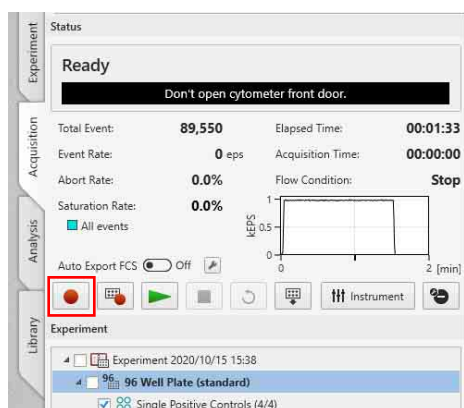 Experiment
Acquisition
Analysis
Library
Status
Ready
Don't open cytometer front door.
Total Event: 89,550 Elapsed Time: 00:01:33
Event Rate: 0 eps Acquisition Time: 00:00:00
Abort Rate: 0.0% Flow Condition: Stop
Saturation Rate: 0.0%
All events
kEPS
1
0.5
0
0 2 [min]
Auto Export FCS Off
Instrument
Experiment
Experiment 2020/10/15 15:38
96 96 Well Plate (standard)
Single Positive Controls (4/4)